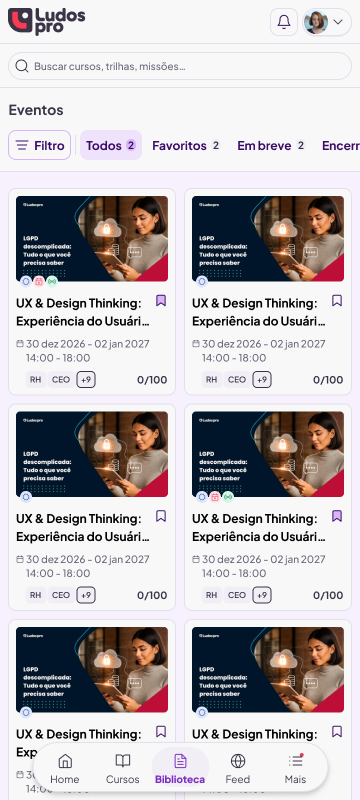 Ludos
pro
Buscar cursos, trilhas, missões...
Eventos
Filtro
Todos 2
Favoritos 2
Em breve 2
Encerr
Ludospro
LGPD
descomplicada:
Tudo o que você
precisa saber
UX & Design Thinking:
Experiência do Usuári...
30 dez 2026 - 02 jan 2027
14:00 - 18:00
RH CEO +9 0/100
Ludospro
LGPD
descomplicada:
Tudo o que você
precisa saber
UX & Design Thinking:
Experiência do Usuári...
30 dez 2026 - 02 jan 2027
14:00 - 18:00
RH CEO +9 0/100
Ludospro
LGPD
descomplicada:
Tudo o que você
precisa saber
UX & Design Thinking:
Experiência do Usuári...
30 dez 2026 - 02 jan 2027
14:00 - 18:00
RH CEO +9 0/100
Ludospro
LGPD
descomplicada:
Tudo o que você
precisa saber
UX & Design Thinking:
Experiência do Usuári...
30 dez 2026 - 02 jan 2027
14:00 - 18:00
RH CEO +9 0/100
Ludospro
LGPD
descomplicada:
Tudo o que você
precisa saber
UX & Design Thinking:
Ludospro
LGPD
descomplicada:
Tudo o que você
precisa saber
UX & Design Thinking:
Home
Cursos
Biblioteca
Feed
Mais